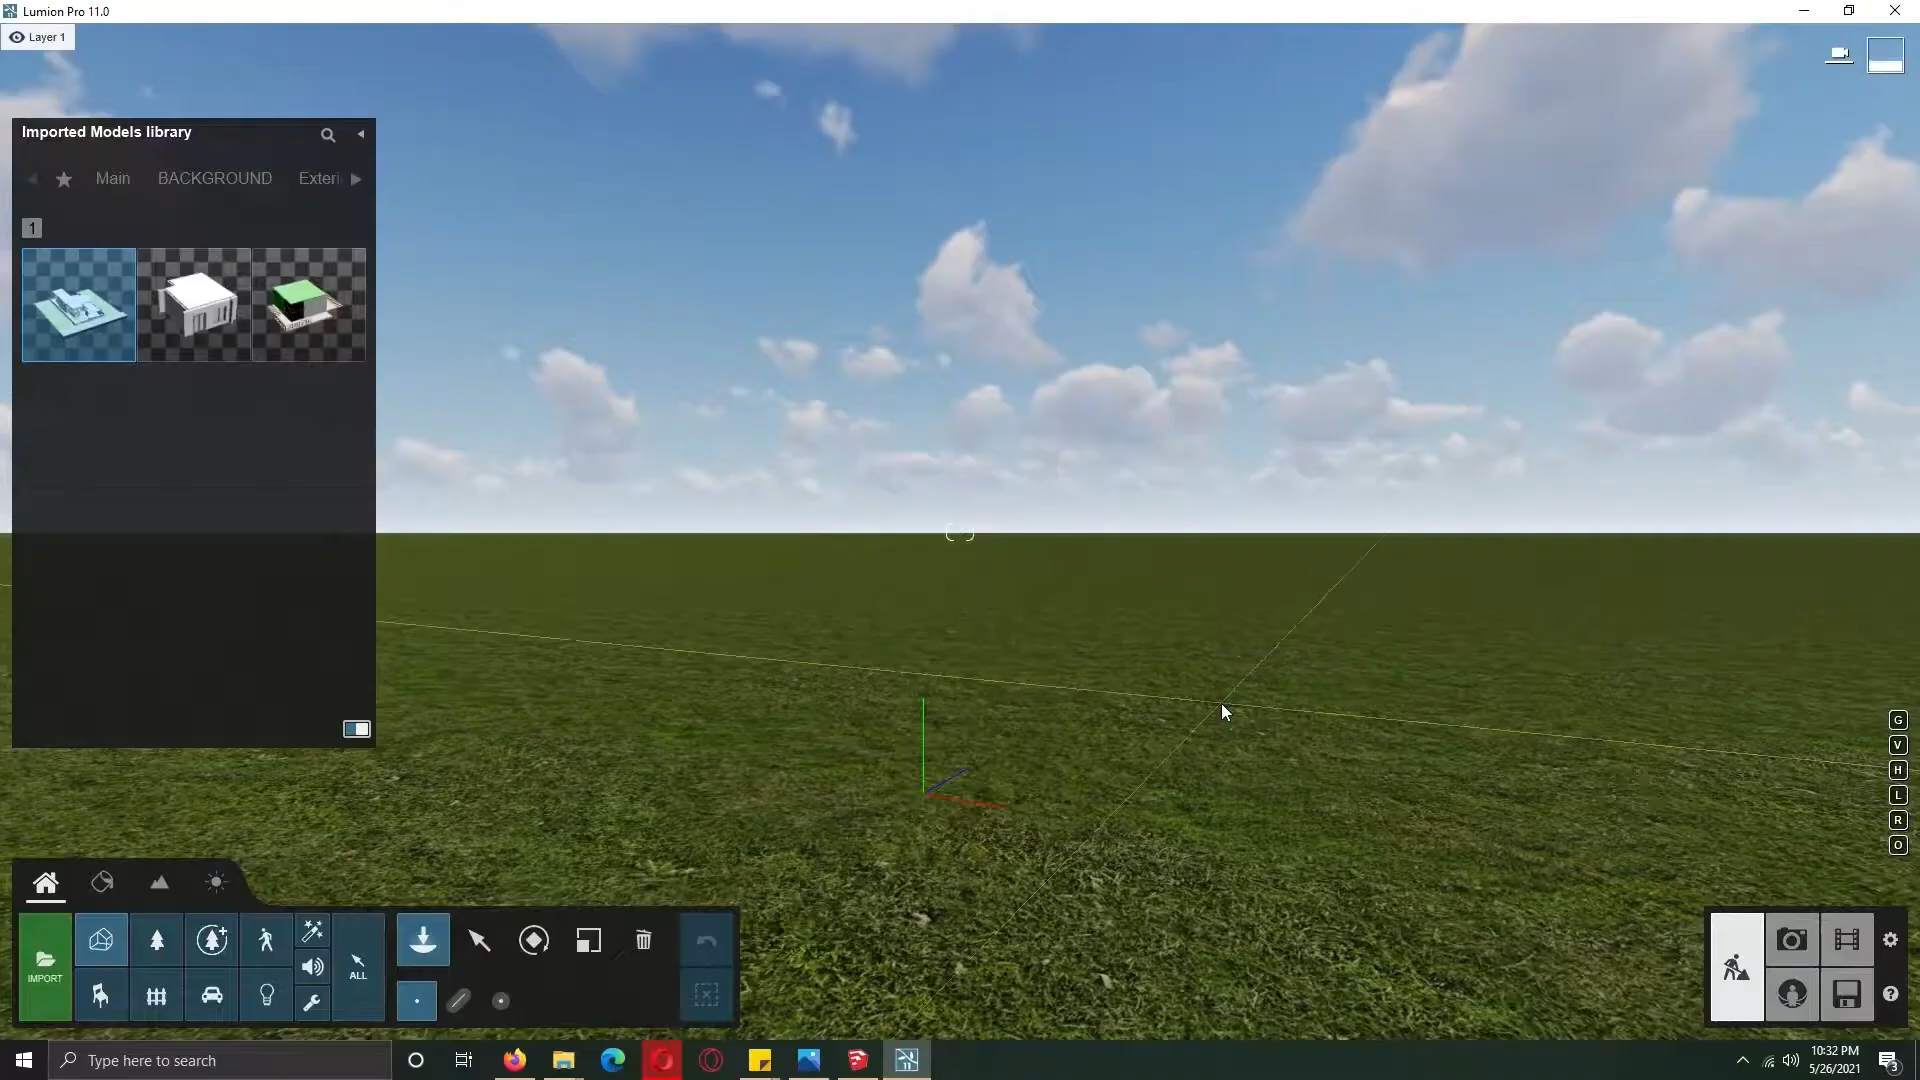 Lumion Pro 11.0
Layer 1
Imported Models library
Main BACKGROUND Exteri
1
G
V
H
L
R
O
IMPORT
ALL
Type here to search
10:32 PM
5/26/2021
3